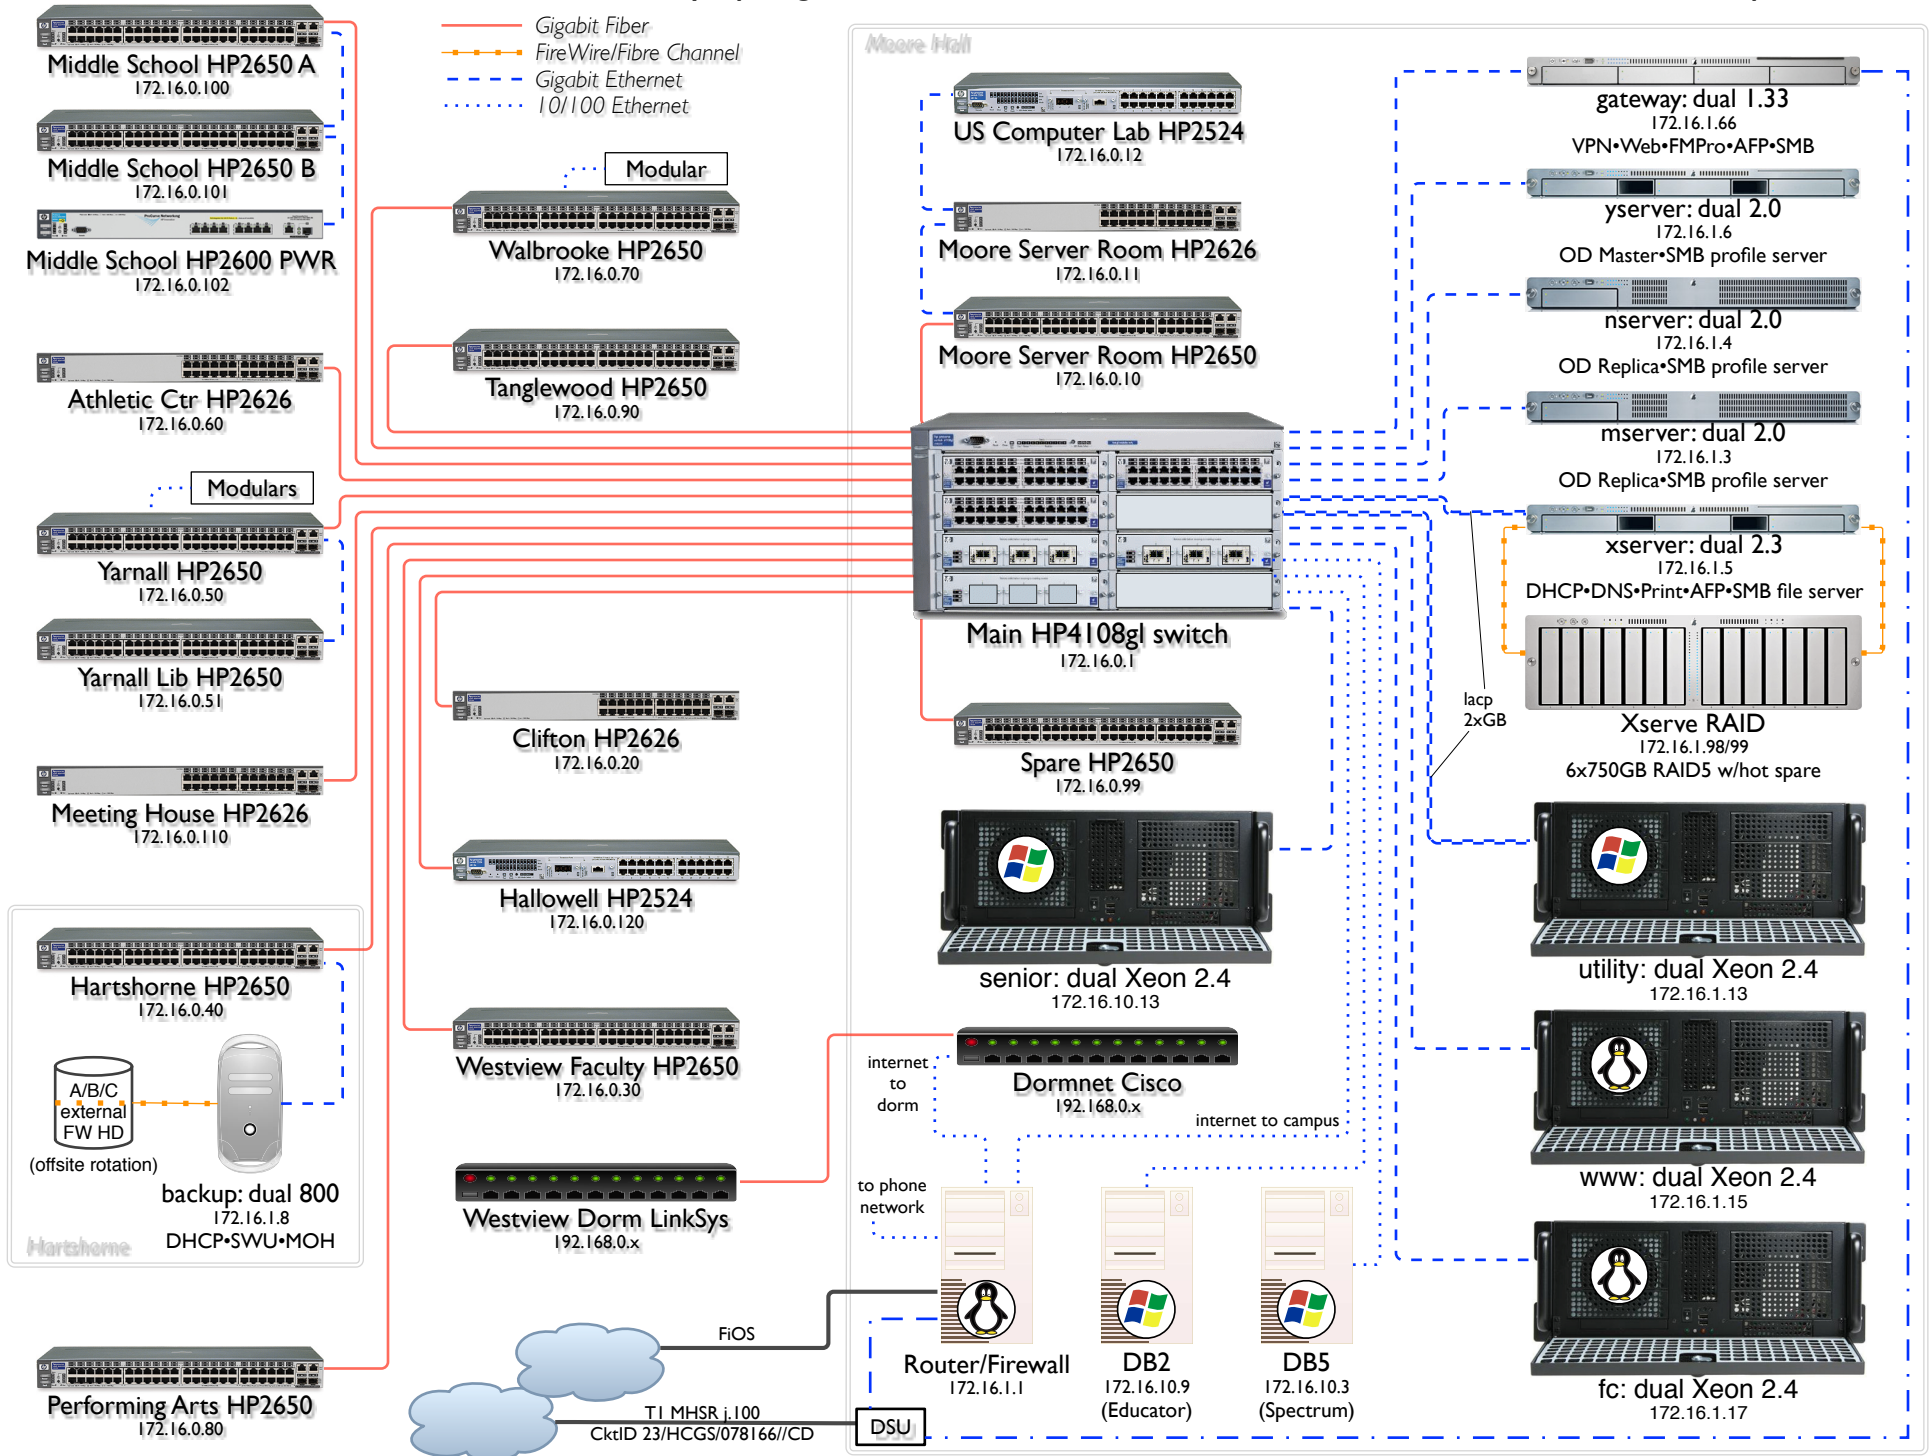 Gigabit Fiber
FireWire/Fibre Channel
Gigabit Ethernet
10/100 Ethernet
Middle School HP2650 A
172.16.0.100
Middle School HP2650 B
172.16.0.101
Middle School HP2600 PWR
172.16.0.102
Athletic Ctr HP2626
172.16.0.60
Modulars
Yarnall HP2650
172.16.0.50
Yarnall Lib HP2650
172.16.0.51
Meeting House HP2626
172.16.0.110
Hartshorne HP2650
172.16.0.40
A/B/C
external
FW HD
(offsite rotation)
backup: dual 800
172.16.1.8
DHCP•SWU•MOH
Hartshorne
Performing Arts HP2650
172.16.0.80
Modular
Walbrooke HP2650
172.16.0.70
Tanglewood HP2650
172.16.0.90
Clifton HP2626
172.16.0.20
Hallowell HP2524
172.16.0.120
Westview Faculty HP2650
172.16.0.30
Westview Dorm LinkSys
192.168.0.x
FiOS
T1 MHSR j.100
CktID 23/HCGS/078166//CD
Moore Hall
US Computer Lab HP2524
172.16.0.12
Moore Server Room HP2626
172.16.0.11
Moore Server Room HP2650
172.16.0.10
Main HP4108gl switch
172.16.0.1
Spare HP2650
172.16.0.99
senior: dual Xeon 2.4
172.16.10.13
internet
to
dorm
Dormnet Cisco
192.168.0.x
internet to campus
to phone
network
Router/Firewall
172.16.1.1
DB2
172.16.10.9
(Educator)
DB5
172.16.10.3
(Spectrum)
DSU
gateway: dual 1.33
172.16.1.66
VPN•Web•FMPro•AFP•SMB
yserver: dual 2.0
172.16.1.6
OD Master•SMB profile server
nserver: dual 2.0
172.16.1.4
OD Replica•SMB profile server
mserver: dual 2.0
172.16.1.3
OD Replica•SMB profile server
xserver: dual 2.3
172.16.1.5
DHCP•DNS•Print•AFP•SMB file server
lacp
2xGB
Xserve RAID
172.16.1.98/99
6x750GB RAID5 w/hot spare
utility: dual Xeon 2.4
172.16.1.13
www: dual Xeon 2.4
172.16.1.15
fc: dual Xeon 2.4
172.16.1.17